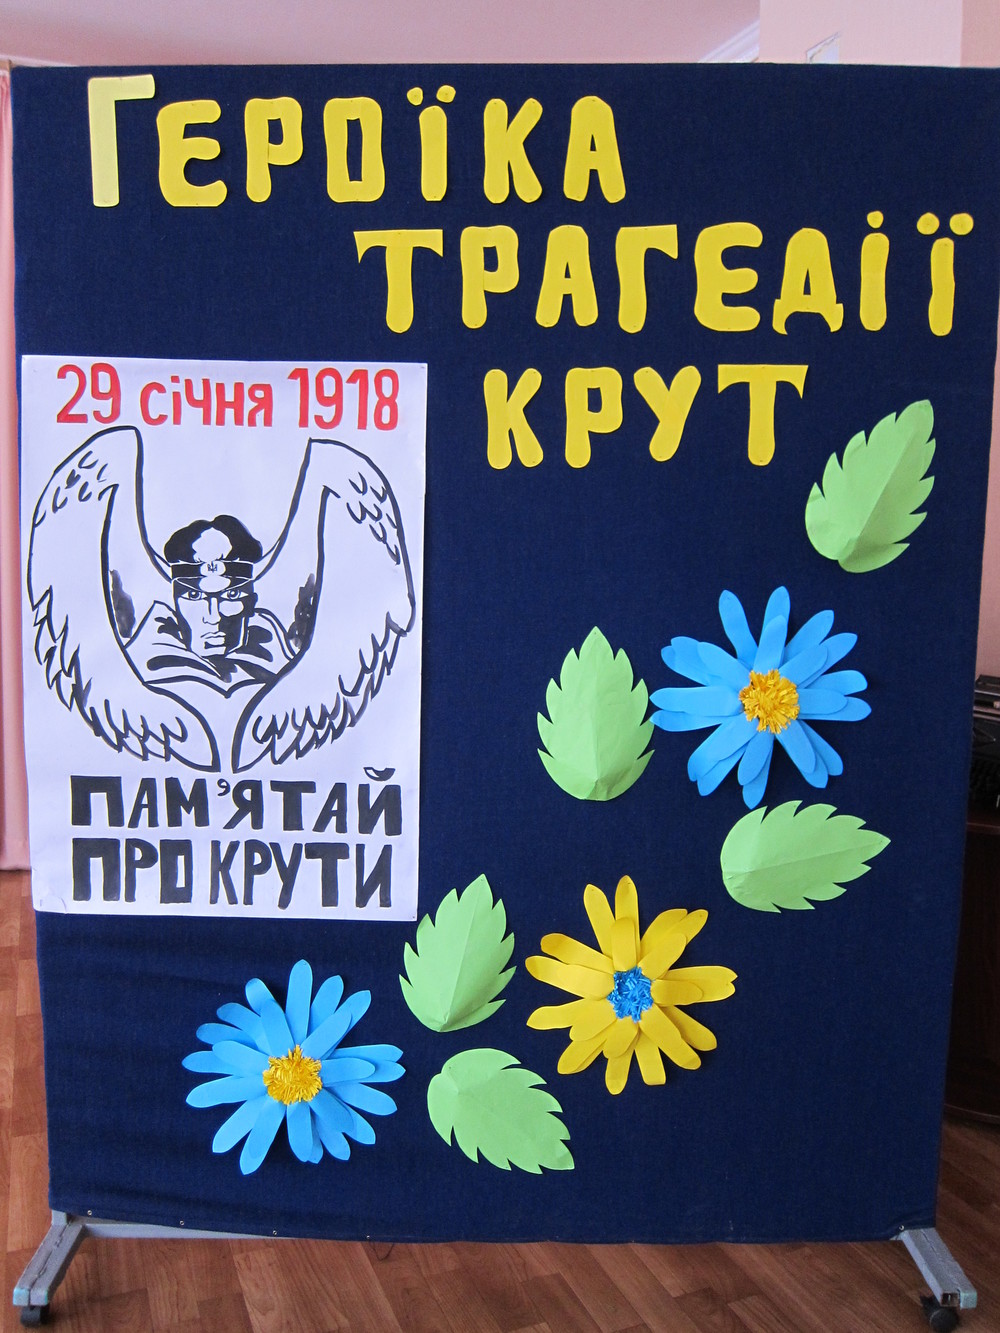 ГЕРОЇКА
ТРАГЕДІЇ
КРУТ
29 січня 1918
ПАМ'ЯТАЙ
ПРО КРУТИ